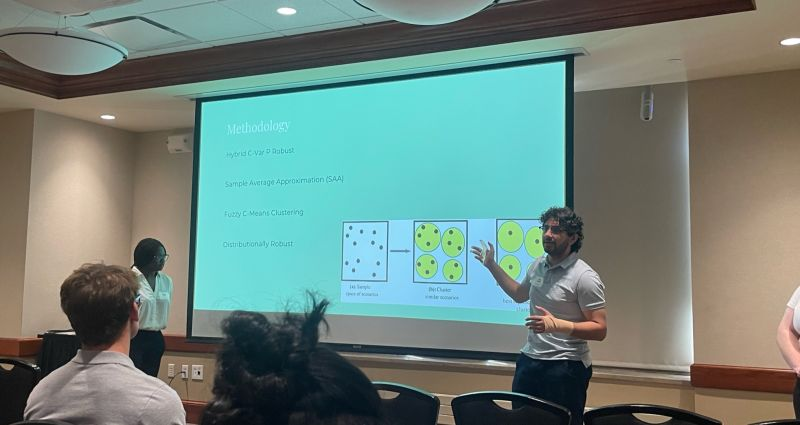 Methodology
Hybrid C-Var P Robust
Sample Average Approximation (SAA)
Fuzzy C-Means Clustering
Distributionally Robust
Sample
space of scenarios
Cluster
similar scenarios